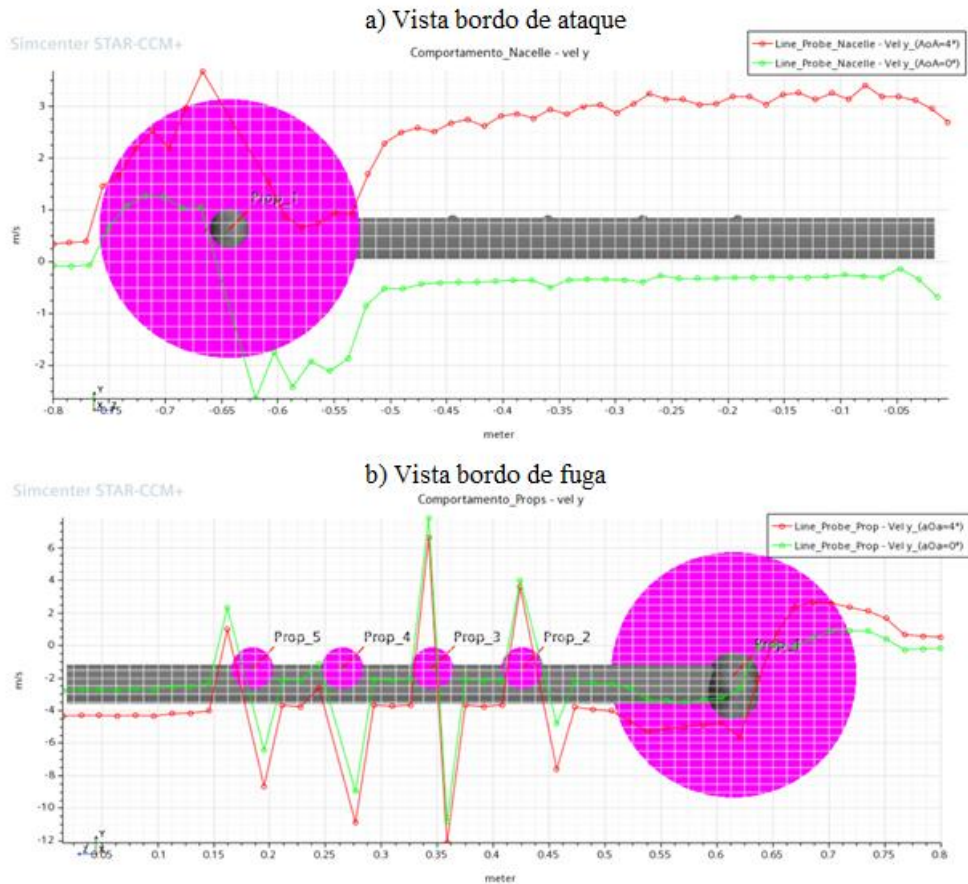 a) Vista bordo de ataque
Simcenter STAR-CCM+
Comportamento_Nacelle - vel y
Line_Probe_Nacelle - Vel y_(AoA=4°)
Line_Probe_Nacelle - Vel y_(AoA=0°)
3
2
1
0
-1
-2
m/s
Prop_1
Y
X Z
-0.8 -0.75 -0.7 -0.65 -0.6 -0.55 -0.5 -0.45 -0.4 -0.35 -0.3 -0.25 -0.2 -0.15 -0.1 -0.05
meter
b) Vista bordo de fuga
Simcenter STAR-CCM+
Comportamento_Props - vel y
Line_Probe_Prop - Vel y_(aOa=4°)
Line_Probe_Prop - Vel y_(aOa=0°)
6
4
2
0
-2
-4
-6
-8
-10
-12
m/s
Prop_5 Prop_4 Prop_3 Prop_2
Y
Z
0.05 0.1 0.15 0.2 0.25 0.3 0.35 0.4 0.45 0.5 0.55 0.6 0.65 0.7 0.75 0.8
meter